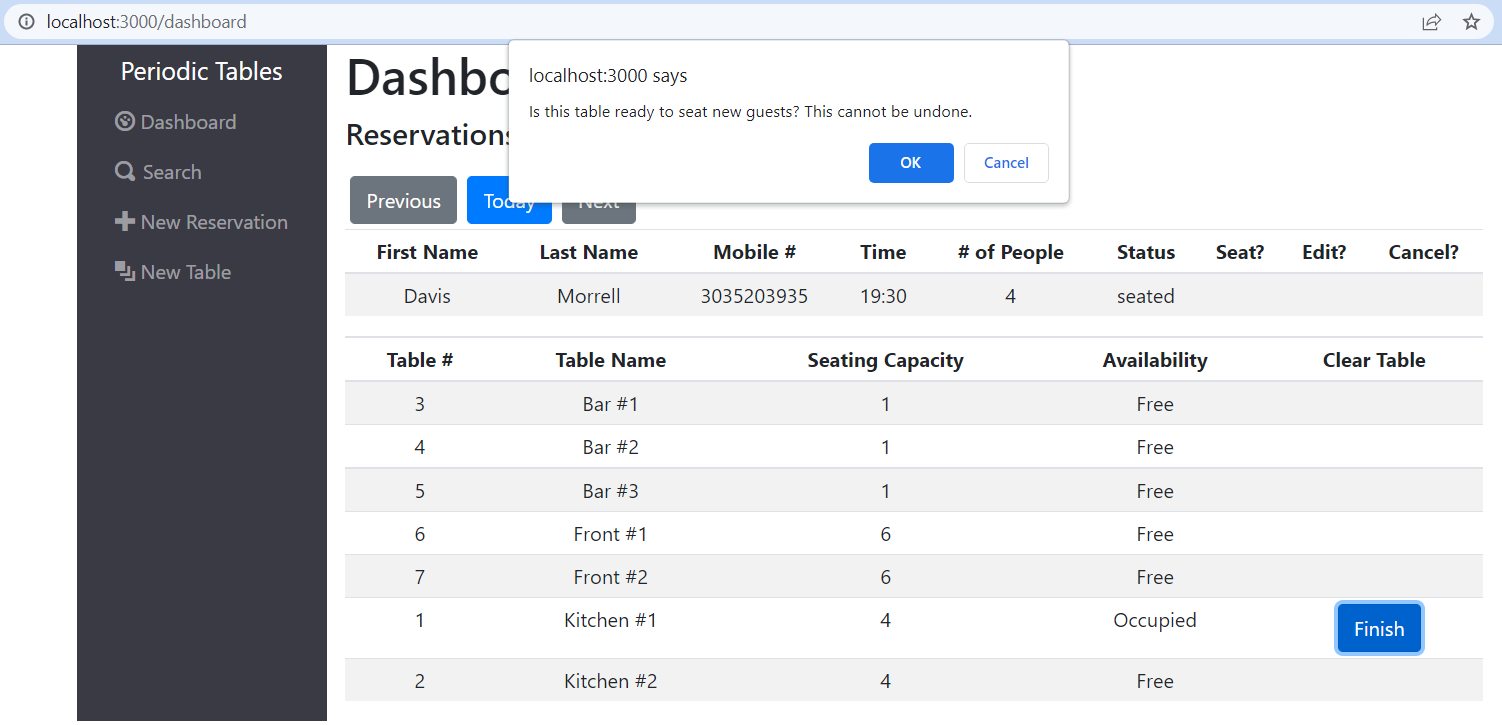 localhost:3000/dashboard
Periodic Tables
Dashboard
Search
New Reservation
New Table
localhost:3000 says
Is this table ready to seat new guests? This cannot be undone.
OK Cancel
Dashbo
Reservations
Previous Today Next
First Name Last Name Mobile # Time # of People Status Seat? Edit? Cancel?
Davis Morrell 3035203935 19:30 4 seated
Table # Table Name Seating Capacity Availability Clear Table
3 Bar #1 1 Free
4 Bar #2 1 Free
5 Bar #3 1 Free
6 Front #1 6 Free
7 Front #2 6 Free
1 Kitchen #1 4 Occupied Finish
2 Kitchen #2 4 Free